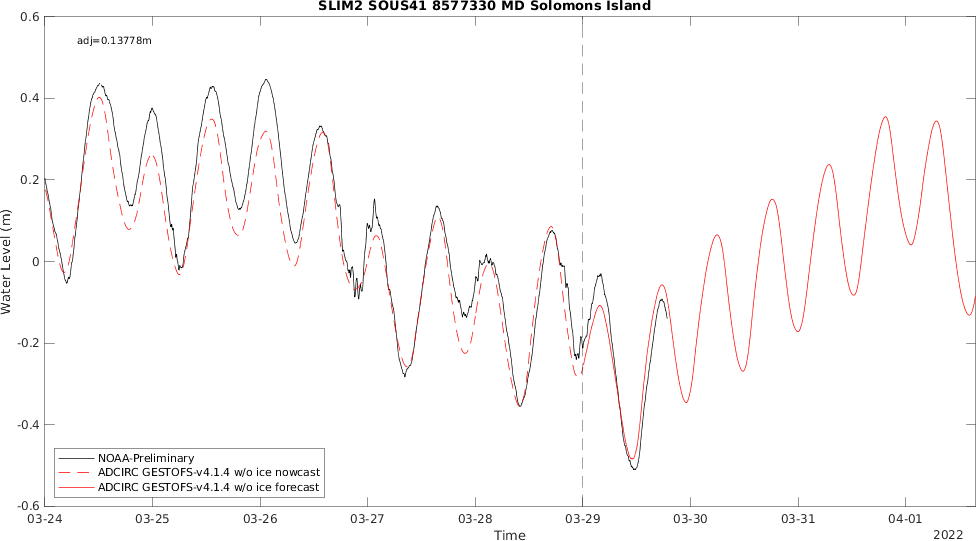 SLIM2 SOUS41 8577330 MD Solomons Island
adj=0.13778m
0.6
0.4
0.2
0
-0.2
-0.4
-0.6
Water Level (m)
NOAA-Preliminary
ADCIRC GESTOFS-v4.1.4 w/o ice nowcast
ADCIRC GESTOFS-v4.1.4 w/o ice forecast
03-24 03-25 03-26 03-27 03-28 03-29 03-30 03-31 04-01
Time
2022